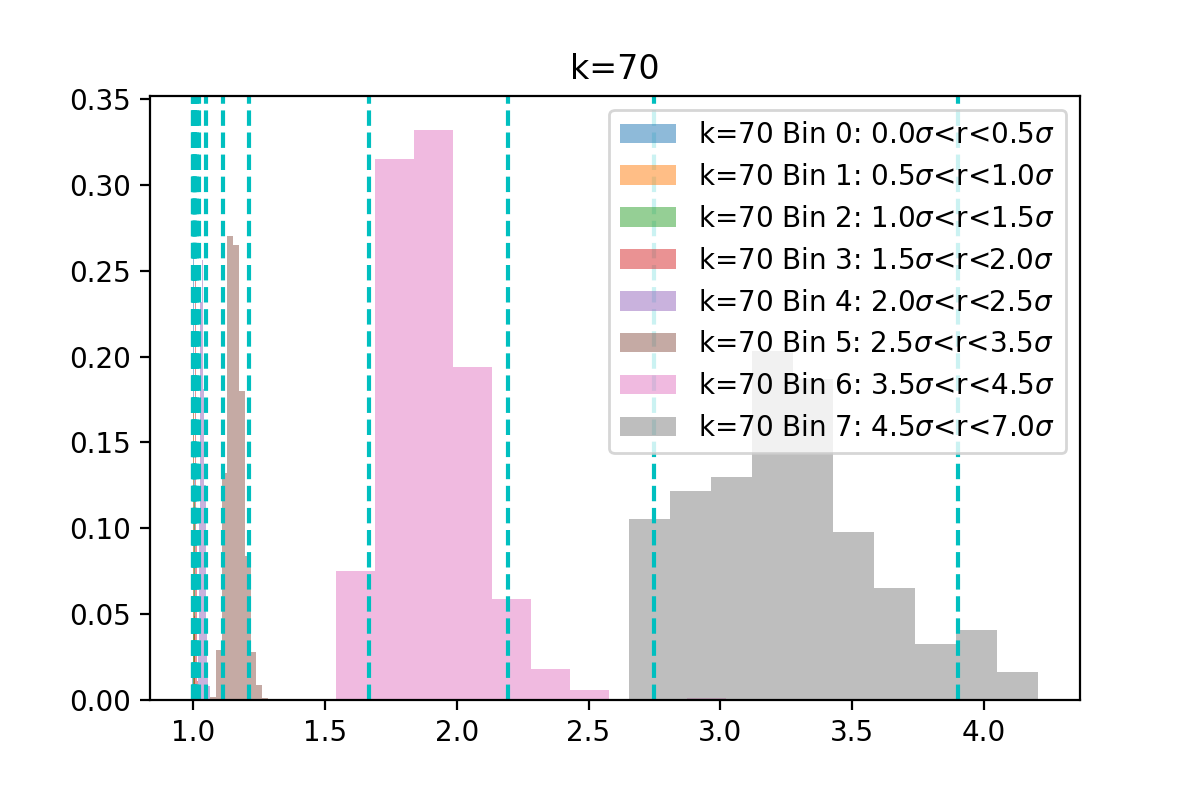 k=70
0.35
0.30
0.25
0.20
0.15
0.10
0.05
0.00
k=70 Bin 0: 0.0σ<r<0.5σ
k=70 Bin 1: 0.5σ<r<1.0σ
k=70 Bin 2: 1.0σ<r<1.5σ
k=70 Bin 3: 1.5σ<r<2.0σ
k=70 Bin 4: 2.0σ<r<2.5σ
k=70 Bin 5: 2.5σ<r<3.5σ
k=70 Bin 6: 3.5σ<r<4.5σ
k=70 Bin 7: 4.5σ<r<7.0σ
1.0 1.5 2.0 2.5 3.0 3.5 4.0